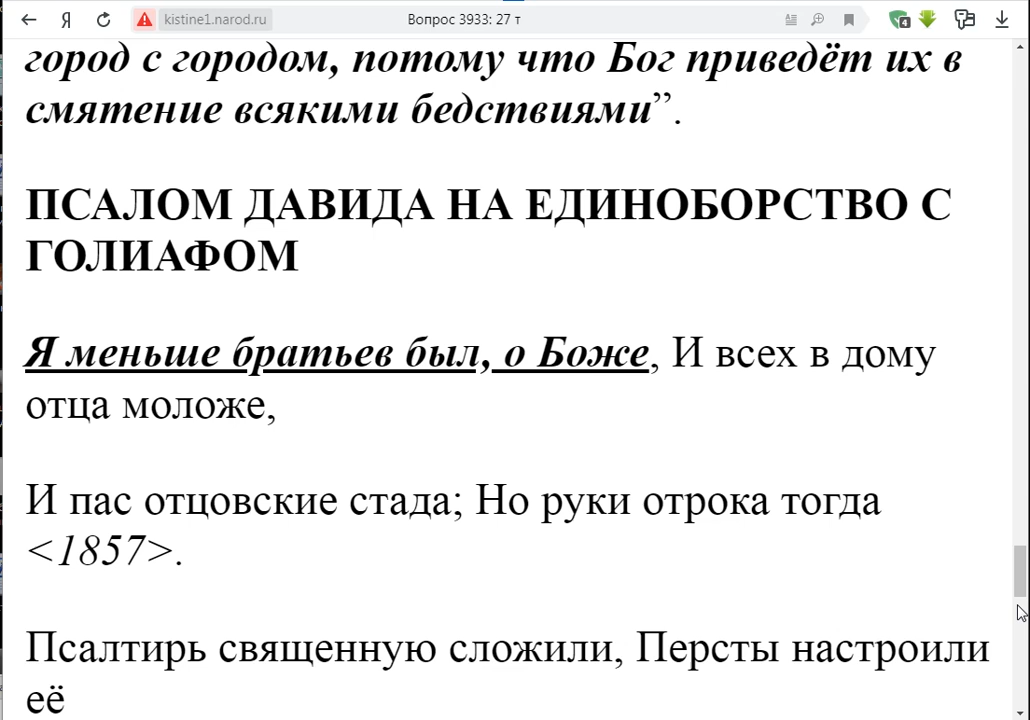 Я
kistine1.narod.ru
Вопрос 3933: 27 т
4
город с городом, потому что Бог приведёт их в
смятение всякими бедствиями”.
ПСАЛОМ ДАВИДА НА ЕДИНОБОРСТВО С
ГОЛИАФОМ
Я меньше братьев был, о Боже, И всех в дому
отца моложе,
И пас отцовские стада; Но руки отрока тогда
<1857>.
Псалтирь священную сложили, Персты настроили
её